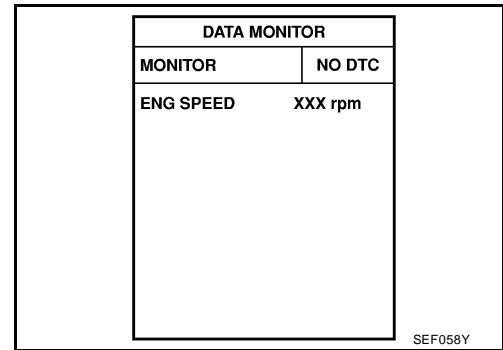 DATA MONITOR
MONITOR NO DTC
ENG SPEED XXX rpm
SEF058Y